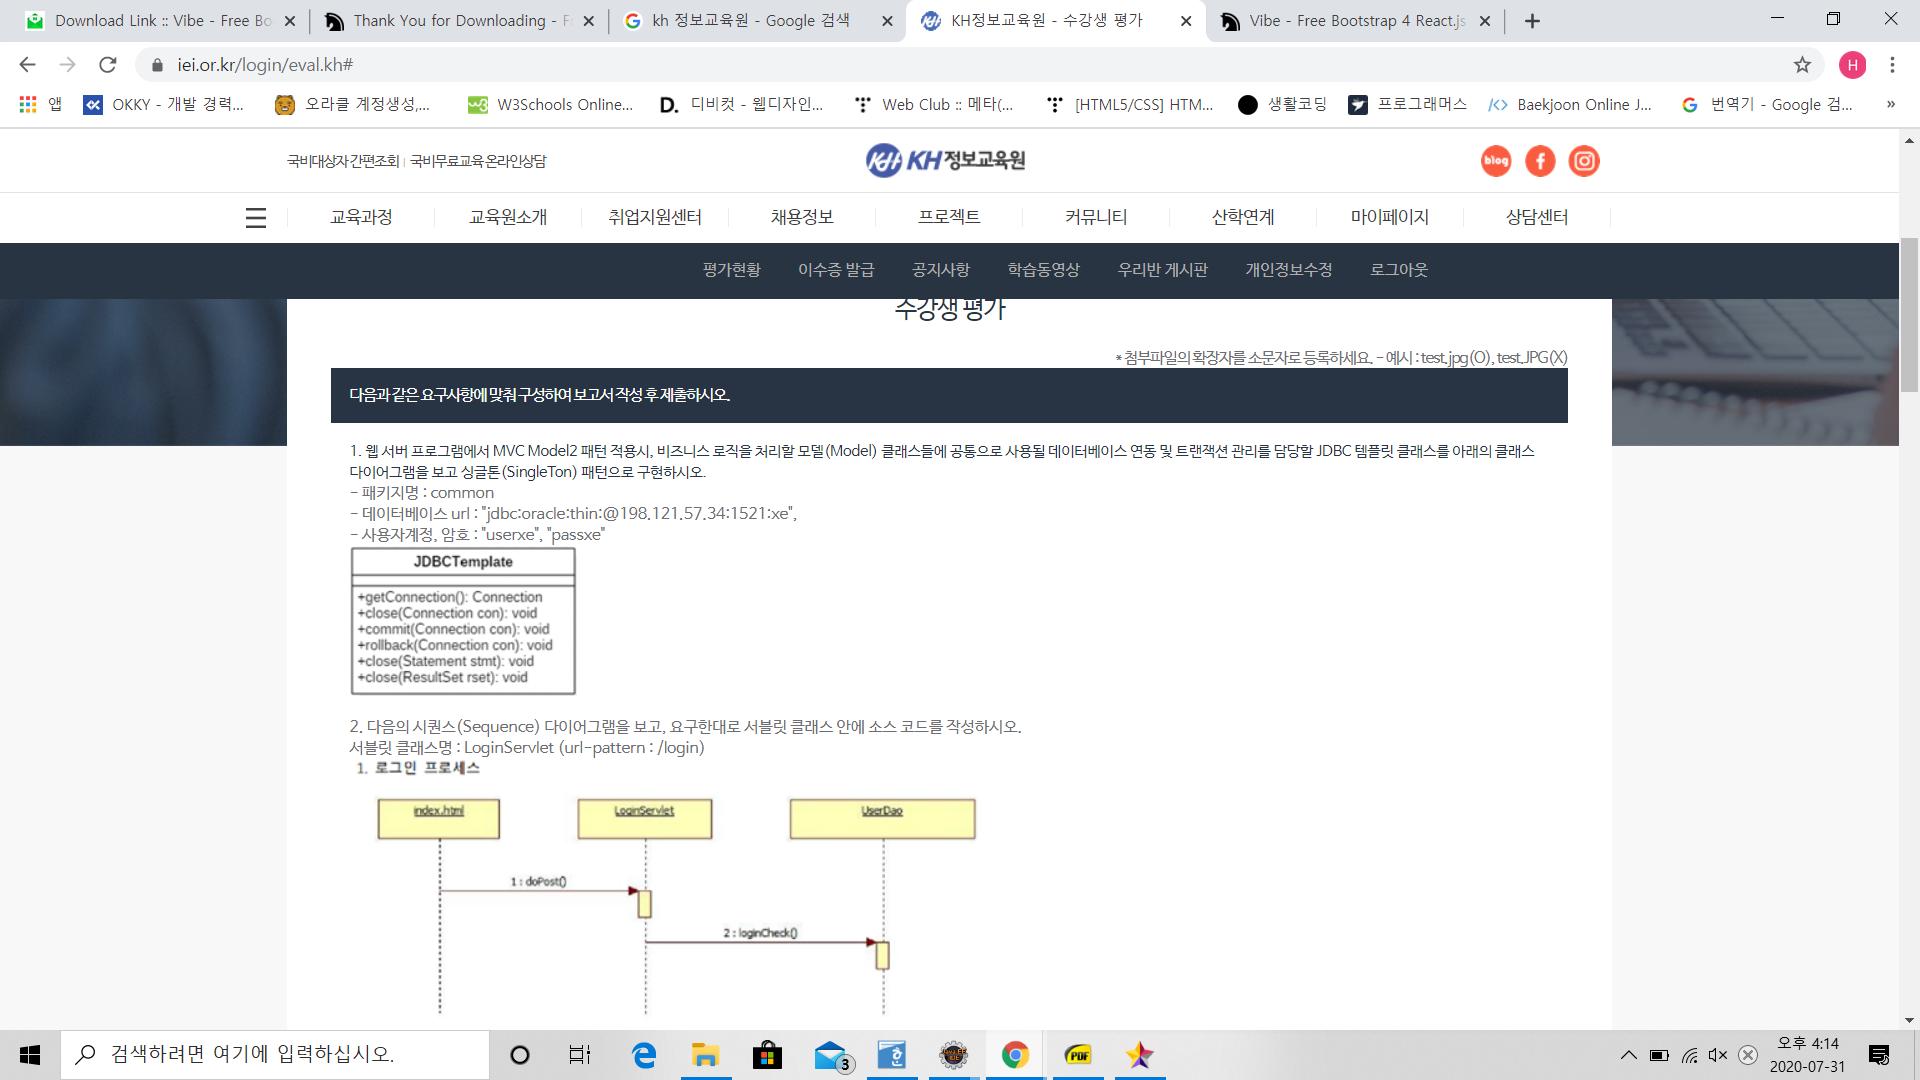 Download Link :: Vibe - Free Bo
Thank You for Downloading - F
kh 정보교육원 - Google 검색
KH정보교육원 - 수강생 평가
Vibe - Free Bootstrap 4 React.js
iei.or.kr/login/eval.kh#
H
앱
OKKY - 개발 경력...
오라클 계정생성,...
W3Schools Online...
디비컷 - 웹디자인...
Web Club :: 메타(...
[HTML5/CSS] HTM...
생활코딩
프로그래머스
Baekjoon Online J...
번역기 - Google 검...
»
국비대상자 간편조회 | 국비무료교육 온라인상담
KH KH정보교육원
blog
교육과정
교육원소개
취업지원센터
채용정보
프로젝트
커뮤니티
산학연계
마이페이지
상담센터
평가현황
이수증 발급
공지사항
학습동영상
우리반 게시판
개인정보수정
로그아웃
수강생 평가
* 첨부파일의 확장자를 소문자로 등록하세요. - 예시 : test.jpg(O), test.JPG(X)
다음과 같은 요구사항에 맞춰 구성하여 보고서 작성 후 제출하시오.
1. 웹 서버 프로그램에서 MVC Model2 패턴 적용시, 비즈니스 로직을 처리할 모델(Model) 클래스들에 공통으로 사용될 데이터베이스 연동 및 트랜잭션 관리를 담당할 JDBC 템플릿 클래스를 아래의 클래스
다이어그램을 보고 싱글톤(SingleTon) 패턴으로 구현하시오.
- 패키지명 : common
- 데이터베이스 url : "jdbc:oracle:thin:@198.121.57.34:1521:xe",
- 사용자계정, 암호 : "userxe", "passxe"
JDBCTemplate
+getConnection(): Connection
+close(Connection con): void
+commit(Connection con): void
+rollback(Connection con): void
+close(Statement stmt): void
+close(ResultSet rset): void
2. 다음의 시퀀스(Sequence) 다이어그램을 보고, 요구한대로 서블릿 클래스 안에 소스 코드를 작성하시오.
서블릿 클래스명 : LoginServlet (url-pattern : /login)
1. 로그인 프로세스
index.html
LoginServlet
UserDao
1 : doPost()
2 : loginCheck()
검색하려면 여기에 입력하십시오.
3
PDF
오후 4:14
2020-07-31